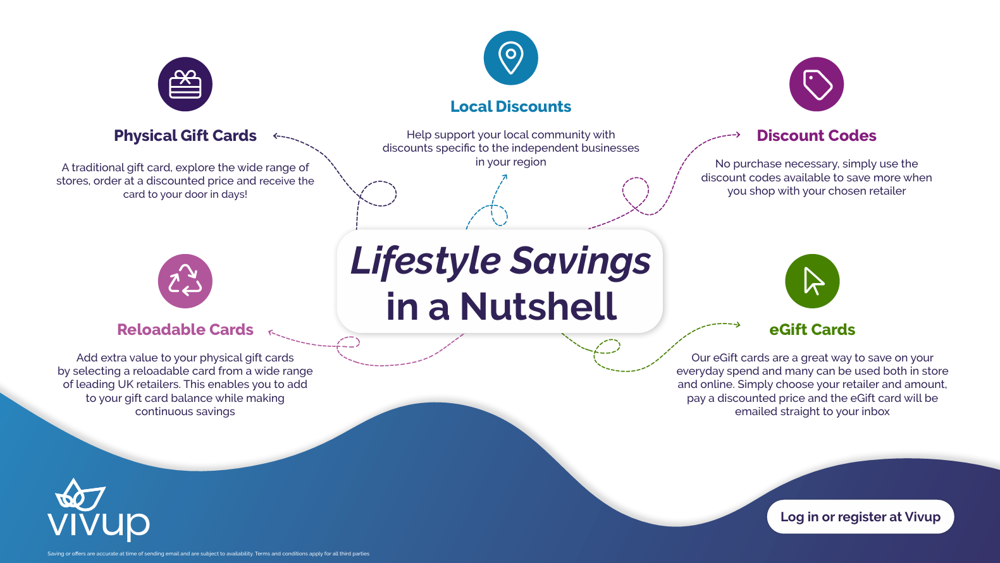 Local Discounts
Help support your local community with
discounts specific to the independent businesses
in your region
Physical Gift Cards
A traditional gift card, explore the wide range of
stores, order at a discounted price and receive the
card to your door in days!
Discount Codes
No purchase necessary, simply use the
discount codes available to save more when
you shop with your chosen retailer
Lifestyle Savings
in a Nutshell
Reloadable Cards
Add extra value to your physical gift cards
by selecting a reloadable card from a wide range
of leading UK retailers. This enables you to add
to your gift card balance while making
continuous savings
eGift Cards
Our eGift cards are a great way to save on your
everyday spend and many can be used both in store
and online. Simply choose your retailer and amount,
pay a discounted price and the eGift card will be
emailed straight to your inbox
vivup
Log in or register at Vivup
Saving or offers are accurate at time of sending email and are subject to availability. Terms and conditions apply for all third parties